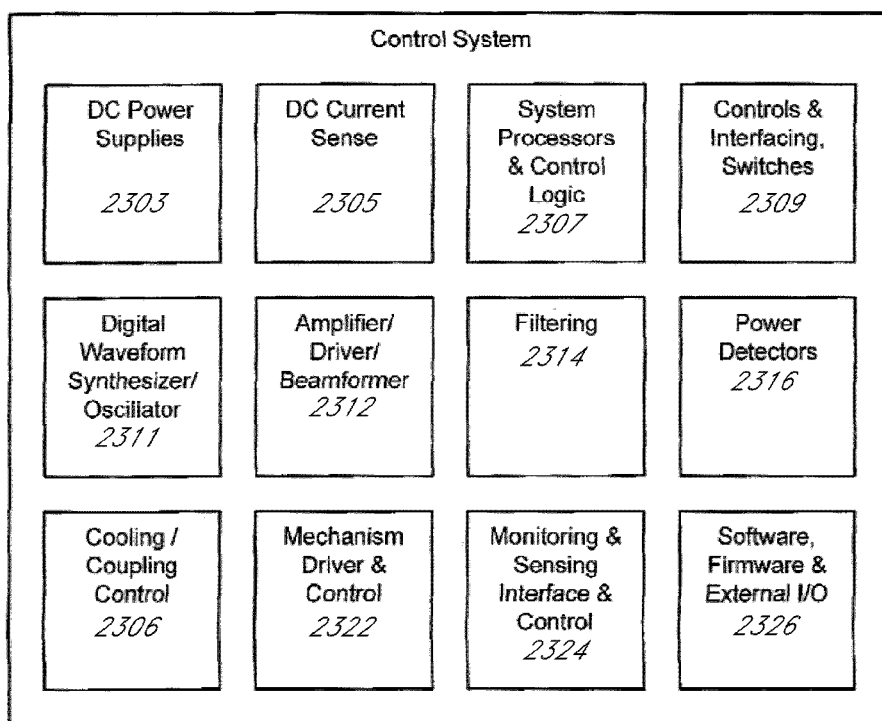 Control System
DC Power
Supplies
2303
DC Current
Sense
2305
System
Processors
& Control
Logic
2307
Controls &
Interfacing,
Switches
2309
Digital
Waveform
Synthesizer/
Oscillator
2311
Amplifier/
Driver/
Beamformer
2312
Filtering
2314
Power
Detectors
2316
Cooling /
Coupling
Control
2306
Mechanism
Driver &
Control
2322
Monitoring &
Sensing
Interface &
Control
2324
Software,
Firmware &
External I/O
2326